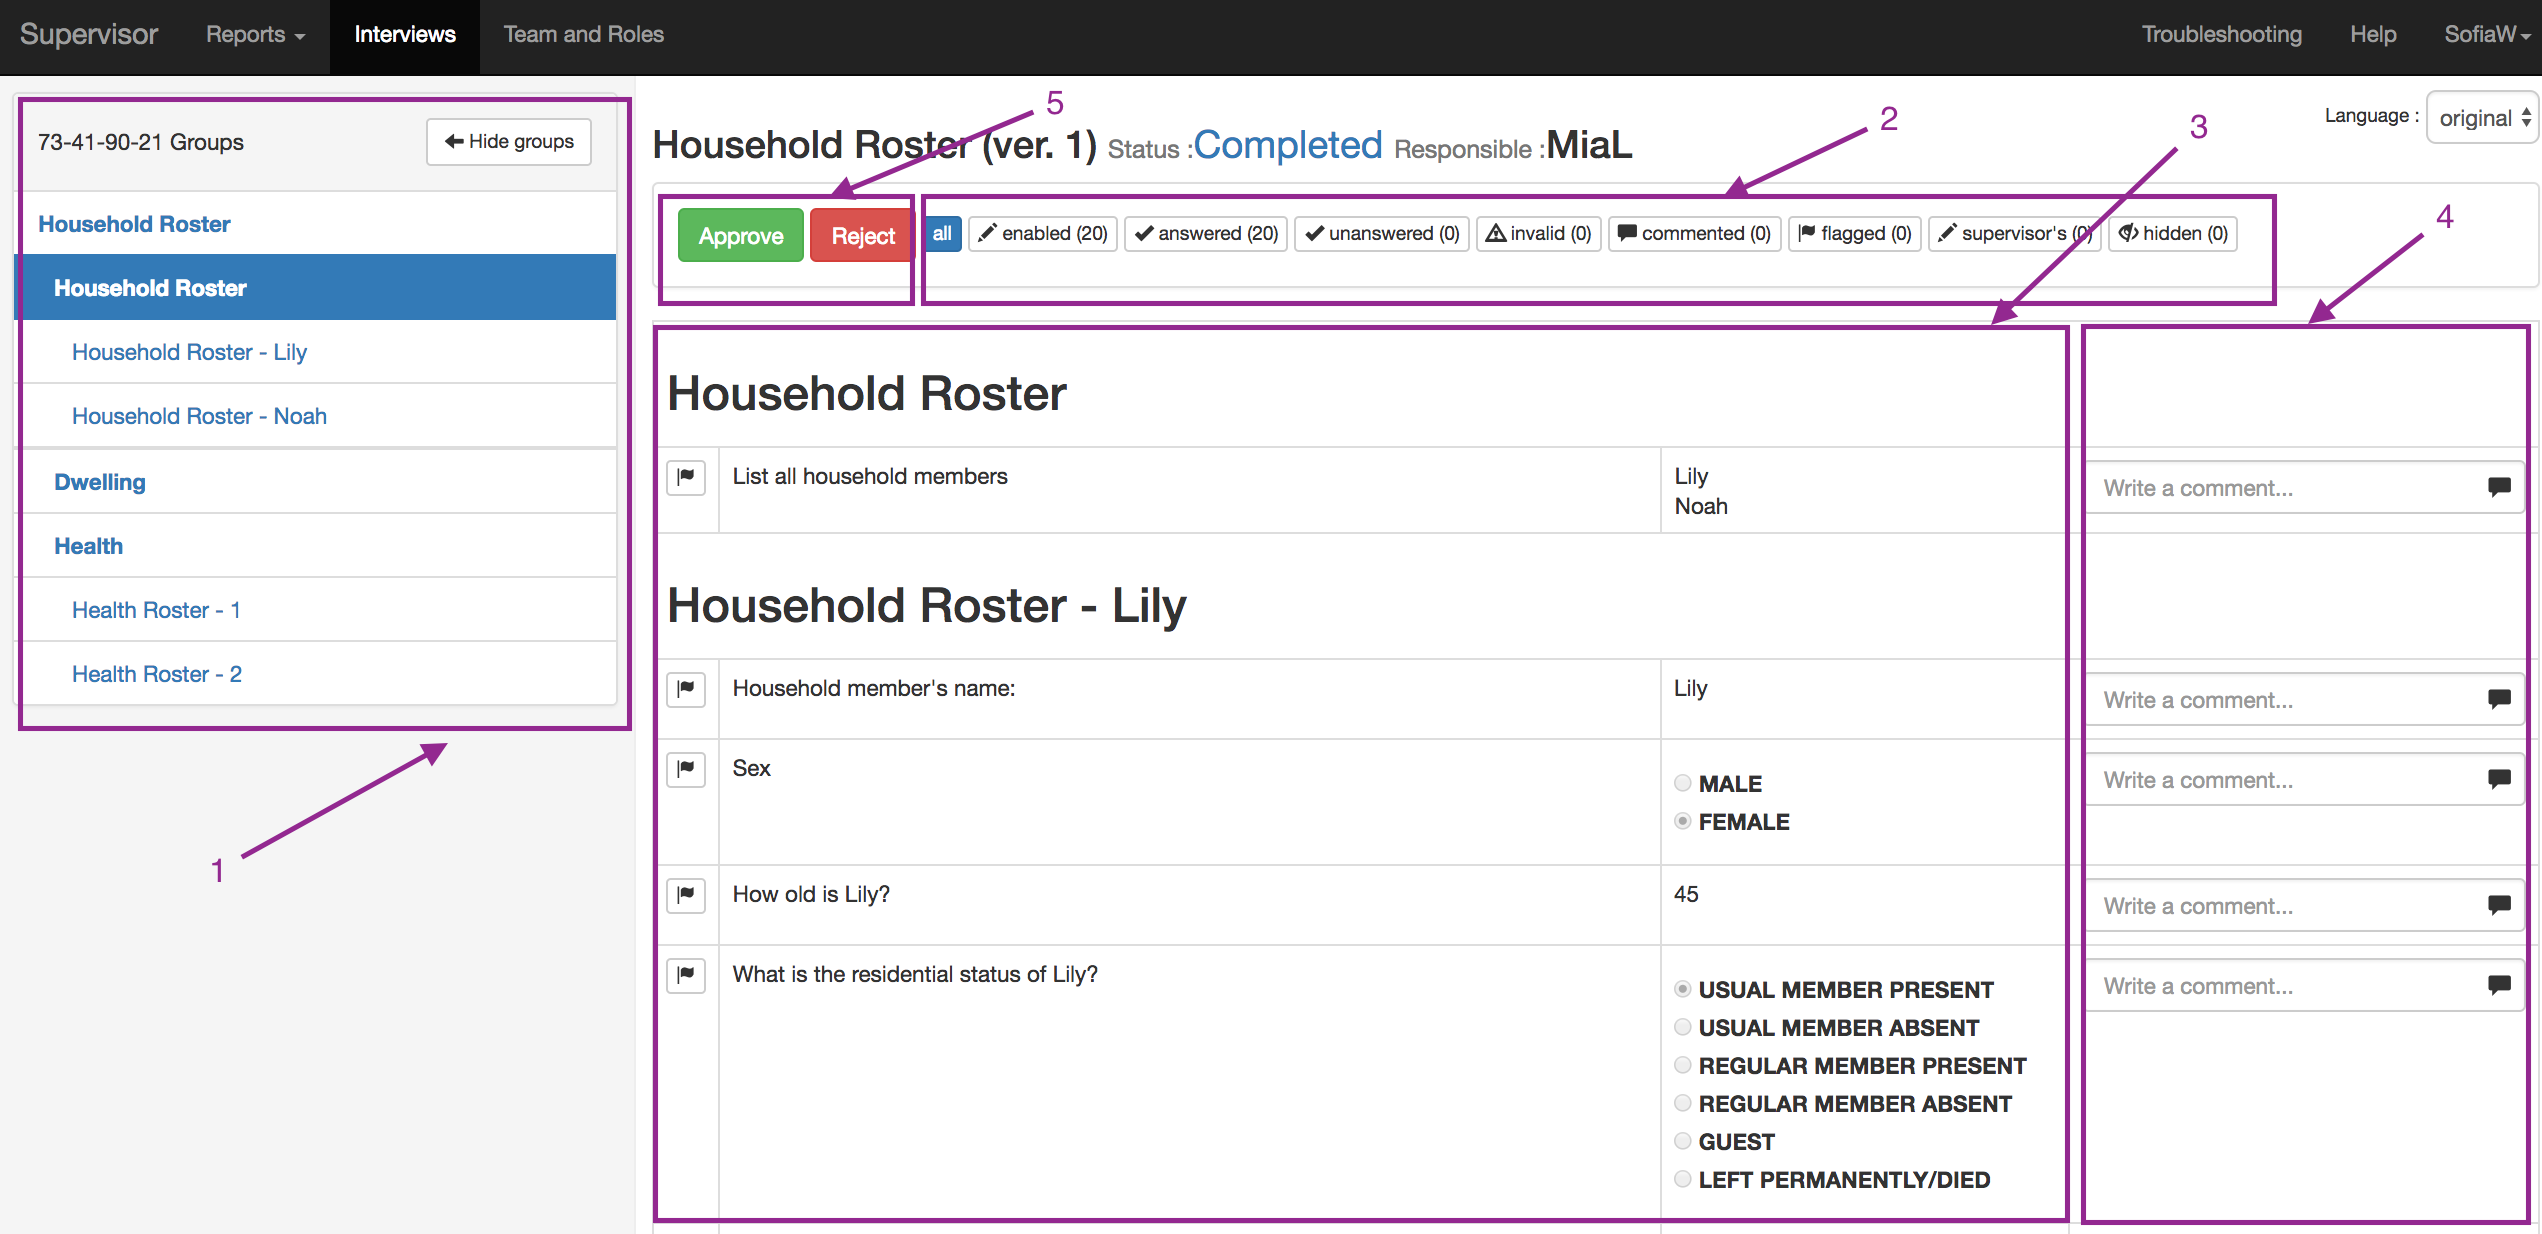 Supervisor Reports Interviews Team and Roles Troubleshooting Help SofiaW
73-41-90-21 Groups Hide groups
Household Roster
Household Roster
Household Roster - Lily
Household Roster - Noah
Dwelling
Health
Health Roster - 1
Health Roster - 2
1
5
2
3
4
Language : original
Household Roster (ver. 1) Status :Completed Responsible :MiaL
Approve Reject all enabled (20) answered (20) unanswered (0) invalid (0) commented (0) flagged (0) supervisor's (0) hidden (0)
Household Roster
List all household members Lily Write a comment...
Noah
Household Roster - Lily
Household member's name: Lily Write a comment...
Sex Write a comment...
MALE
FEMALE
How old is Lily? 45 Write a comment...
What is the residential status of Lily? Write a comment...
USUAL MEMBER PRESENT
USUAL MEMBER ABSENT
REGULAR MEMBER PRESENT
REGULAR MEMBER ABSENT
GUEST
LEFT PERMANENTLY/DIED